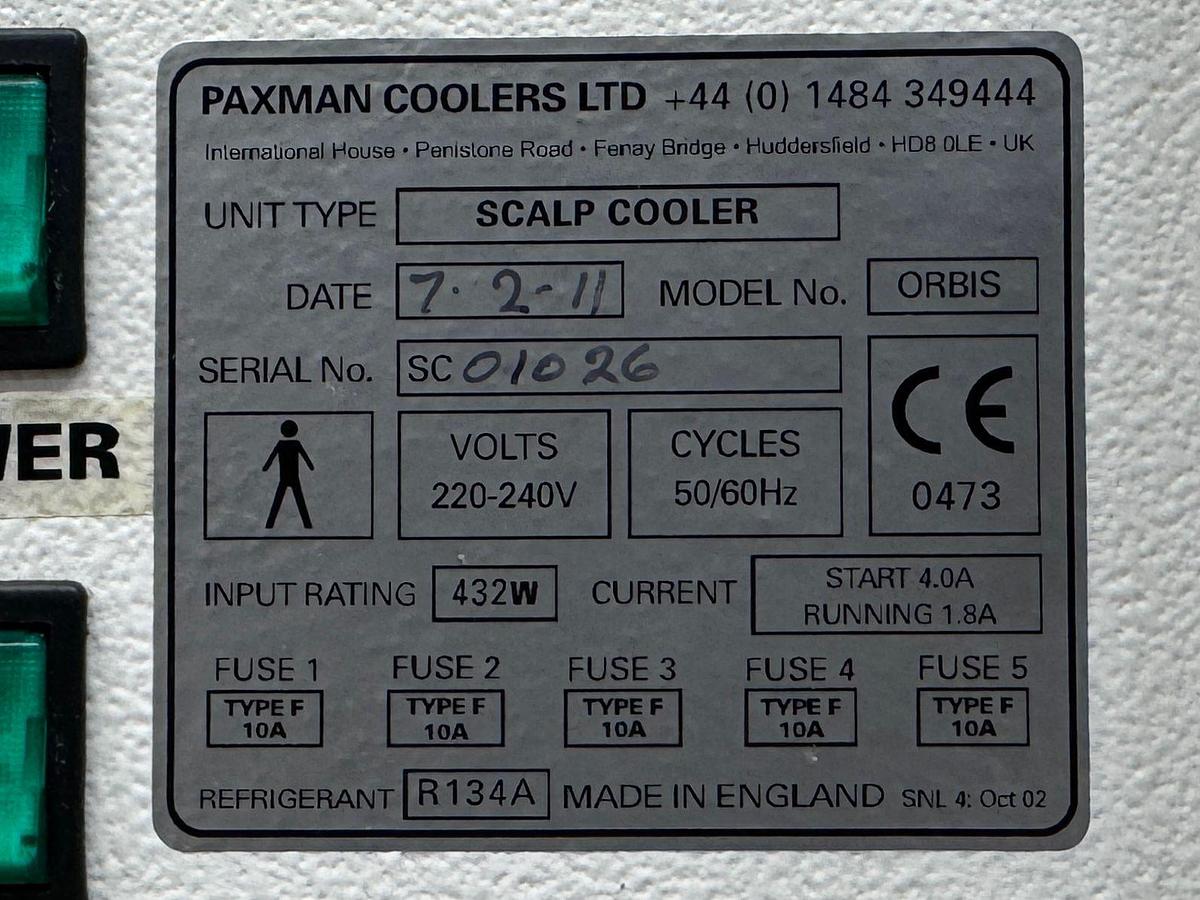 PAXMAN COOLERS LTD +44 (0) 1484 349444
International House • Penistone Road • Fenay Bridge • Huddersfield • HD8 0LE • UK
UNIT TYPE SCALP COOLER
DATE 7. 2-11 MODEL No. ORBIS
SERIAL No. SC 01026
CE
0473
VOLTS
220-240V
CYCLES
50/60Hz
INPUT RATING 432W CURRENT START 4.0A
RUNNING 1.8A
FUSE 1 FUSE 2 FUSE 3 FUSE 4 FUSE 5
TYPE F TYPE F TYPE F TYPE F TYPE F
10A 10A 10A 10A 10A
REFRIGERANT R134A MADE IN ENGLAND SNL 4: Oct 02